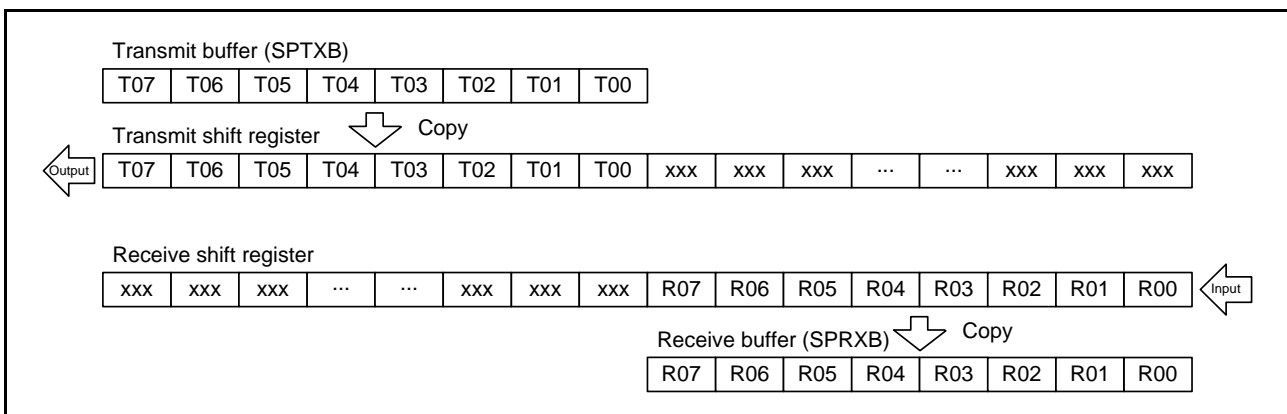 Transmit buffer (SPTXB)
T07 T06 T05 T04 T03 T02 T01 T00
Copy
Transmit shift register
Output T07 T06 T05 T04 T03 T02 T01 T00 xxx xxx xxx ... ... xxx xxx xxx
Receive shift register
xxx xxx xxx ... ... xxx xxx xxx R07 R06 R05 R04 R03 R02 R01 R00 Input
Copy
Receive buffer (SPRXB)
R07 R06 R05 R04 R03 R02 R01 R00